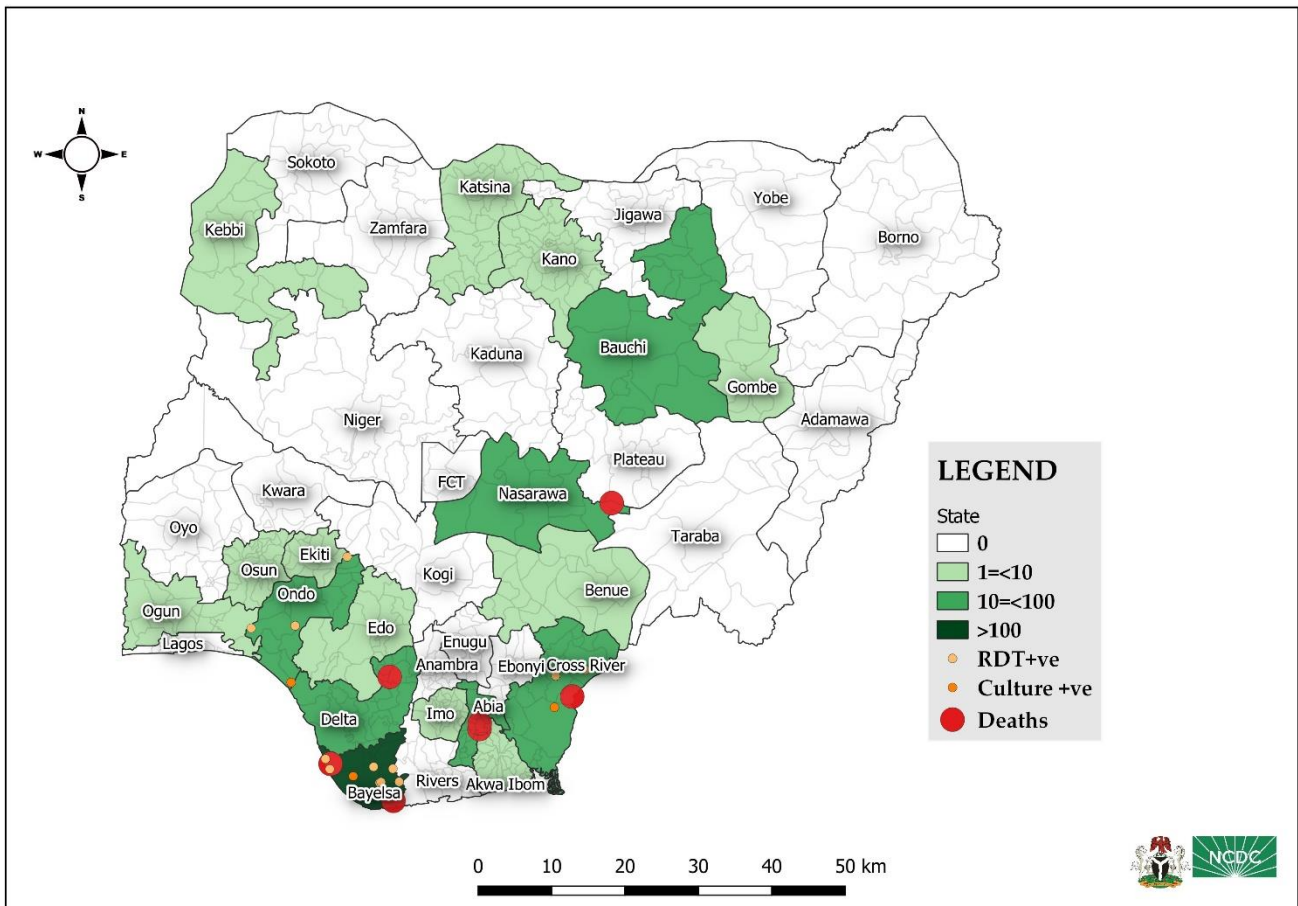 N
W E
S
Sokoto
Katsina
Kebbi
Zamfara
Jigawa
Yobe
Borno
Kano
Kaduna
Bauchi
Gombe
Niger
Adamawa
Plateau
FCT
Nasarawa
Kwara
Oyo
Taraba
Ekiti
Osun
Kogi
Benue
Ondo
Ogun
Edo
Lagos
Enugu
Anambra
Ebonyi
Cross River
Imo
Abia
Delta
Rivers
Akwa Ibom
Bayelsa
LEGEND
State
0
1=<10
10=<100
>100
RDT+ve
Culture +ve
Deaths
0 10 20 30 40 50 km
NCDC